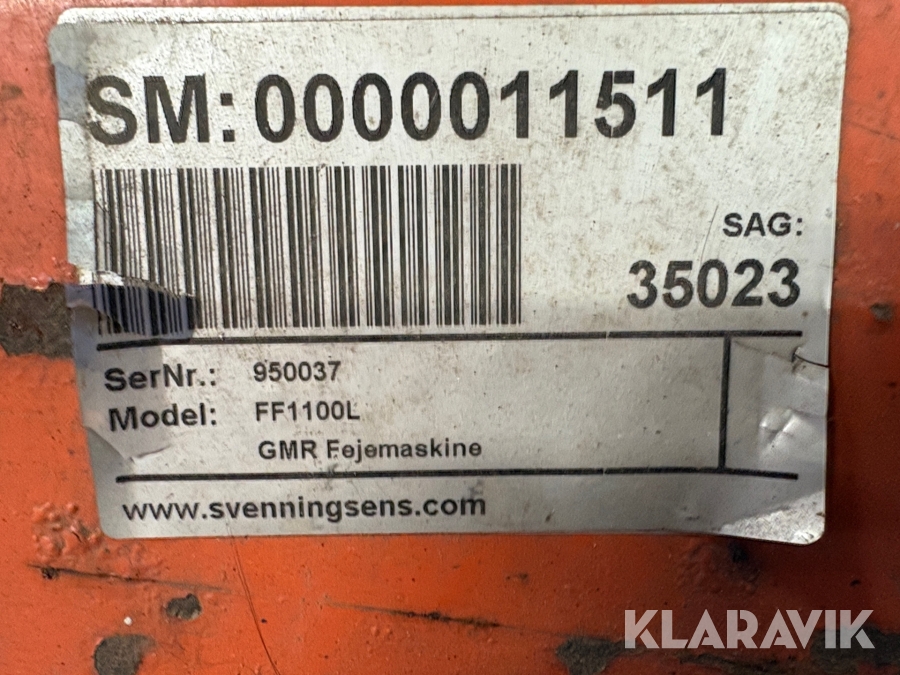 SM: 0000011511
SAG:
35023
SerNr.: 950037
Model: FF1100L
GMR Fejemaskine
www.svenningsens.com
KLARAVIK